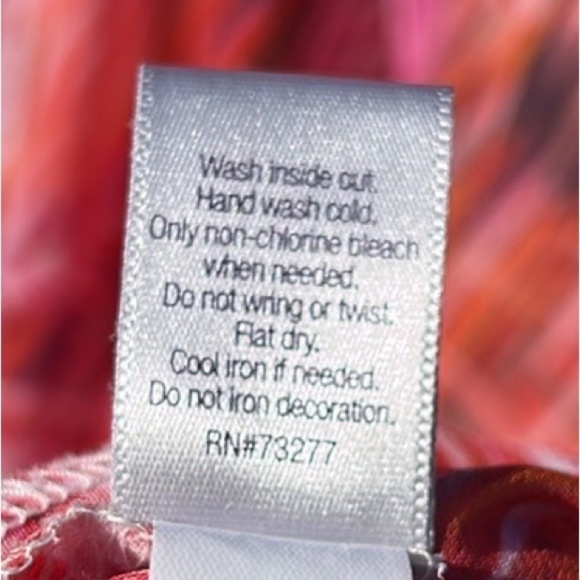 Wash inside out.
Hand wash cold.
Only non-chlorine bleach
when needed.
Do not wring or twist.
Flat dry.
Cool iron if needed.
Do not iron decoration.
RN#73277